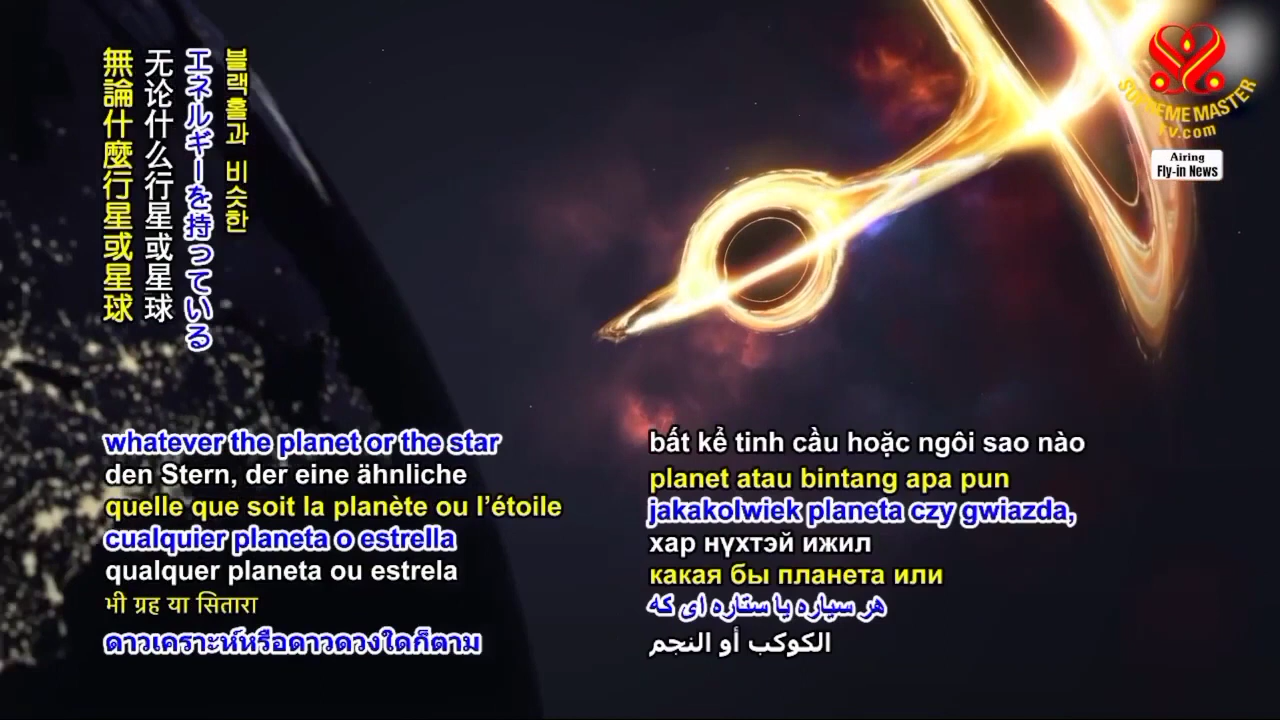 無論什麼行星或星球
无论什么行星或星球
エネルギーを持っている
블랙홀과 비슷한
whatever the planet or the star
den Stern, der eine ähnliche
quelle que soit la planète ou l’étoile
cualquier planeta o estrella
qualquer planeta ou estrela
भी ग्रह या सितारा
ดาวเคราะห์หรือดาวดวงใดก็ตาม
bất kể tinh cầu hoặc ngôi sao nào
planet atau bintang apa pun
jakakolwiek planeta czy gwiazda,
хар нүхтэй ижил
какая бы планета или
هر سیاره یا ستاره ای که
الكوكب أو النجم
SUPREME MASTER
TV.com
Airing
Fly-in News